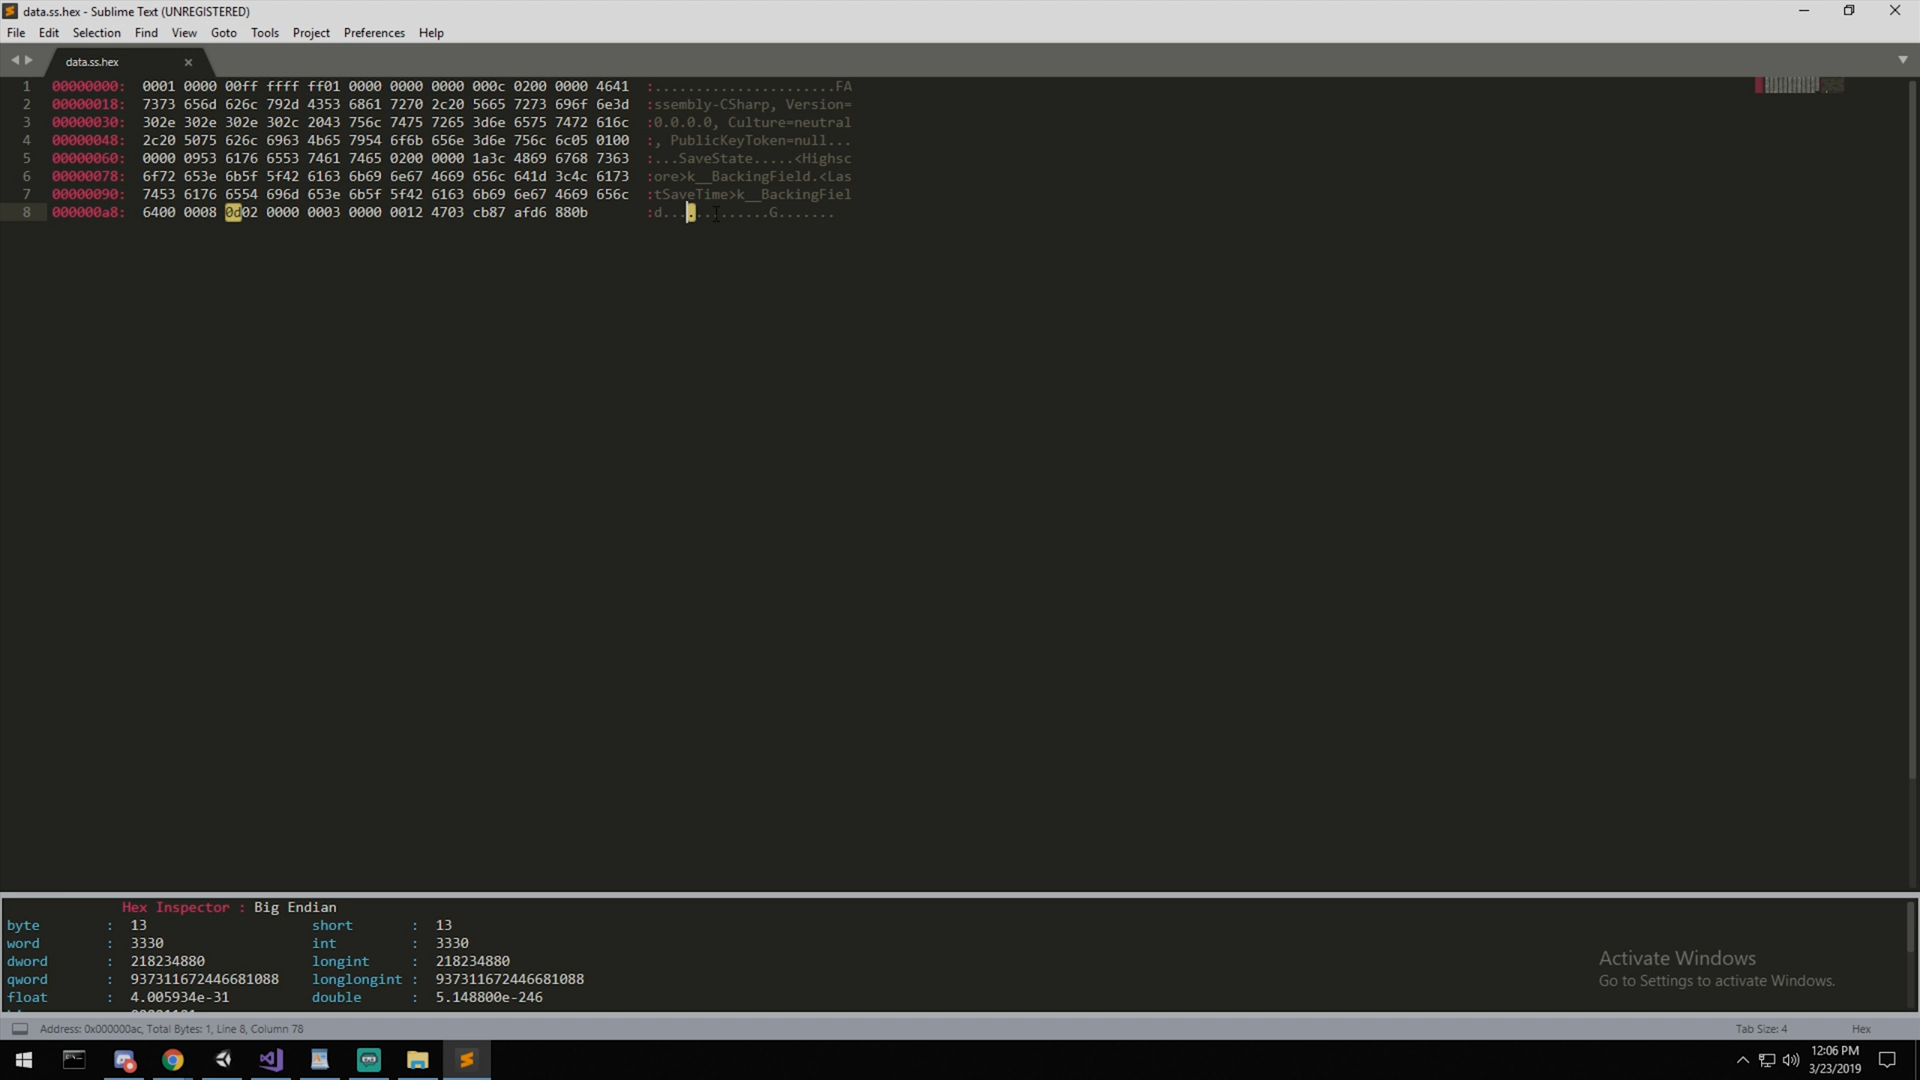 data.ss.hex - Sublime Text (UNREGISTERED)
File Edit Selection Find View Goto Tools Project Preferences Help
data.ss.hex
1 00000000: 0001 0000 00ff ffff ff01 0000 0000 0000 000c 0200 0000 4641 :......................FA
2 00000018: 7373 656d 626c 792d 4353 6861 7270 2c20 5665 7273 696f 6e3d :ssembly-CSharp, Version=
3 00000030: 302e 302e 302e 302c 2043 756c 7475 7265 3d6e 6575 7472 616c :0.0.0.0, Culture=neutral
4 00000048: 2c20 5075 626c 6963 4b65 7954 6f6b 656e 3d6e 756c 6c05 0100 :, PublicKeyToken=null...
5 00000060: 0000 0953 6176 6553 7461 7465 0200 0000 1a3c 4869 6768 7363 :...SaveState.....<Highsc
6 00000078: 6f72 653e 6b5f 5f42 6163 6b69 6e67 4669 656c 641d 3c4c 6173 :ore>k__BackingField.<Las
7 00000090: 7453 6176 6554 696d 653e 6b5f 5f42 6163 6b69 6e67 4669 656c :tSaveTime>k__BackingFiel
8 000000a8: 6400 0008 0d02 0000 0003 0000 0012 4703 cb87 afd6 880b :d.............G.......
Hex Inspector : Big Endian
byte : 13 short : 13
word : 3330 int : 3330
dword : 218234880 longint : 218234880
qword : 937311672446681088 longlongint : 937311672446681088
float : 4.005934e-31 double : 5.148800e-246
Activate Windows
Go to Settings to activate Windows.
Address: 0x000000ac, Total Bytes: 1, Line 8, Column 78 Tab Size: 4 Hex
12:06 PM
3/23/2019